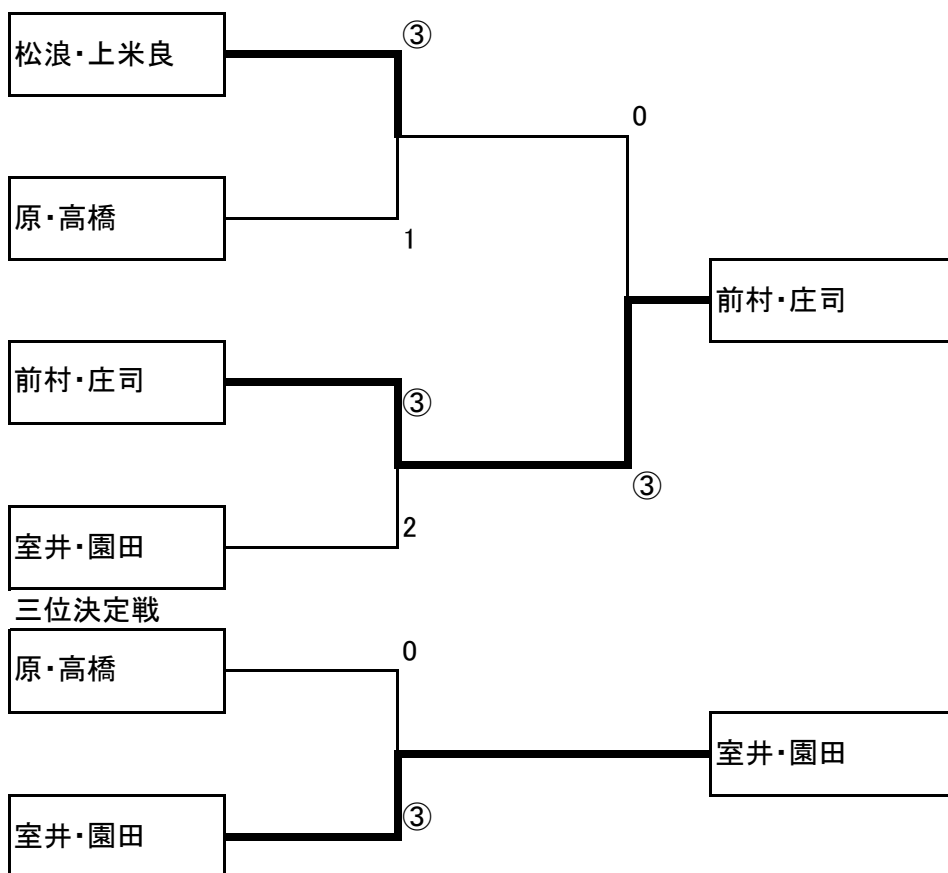 松浪・上米良
③
0
原・高橋
1
前村・庄司
前村・庄司
③
③
室井・園田
2
三位決定戦
原・高橋
0
室井・園田
室井・園田
③